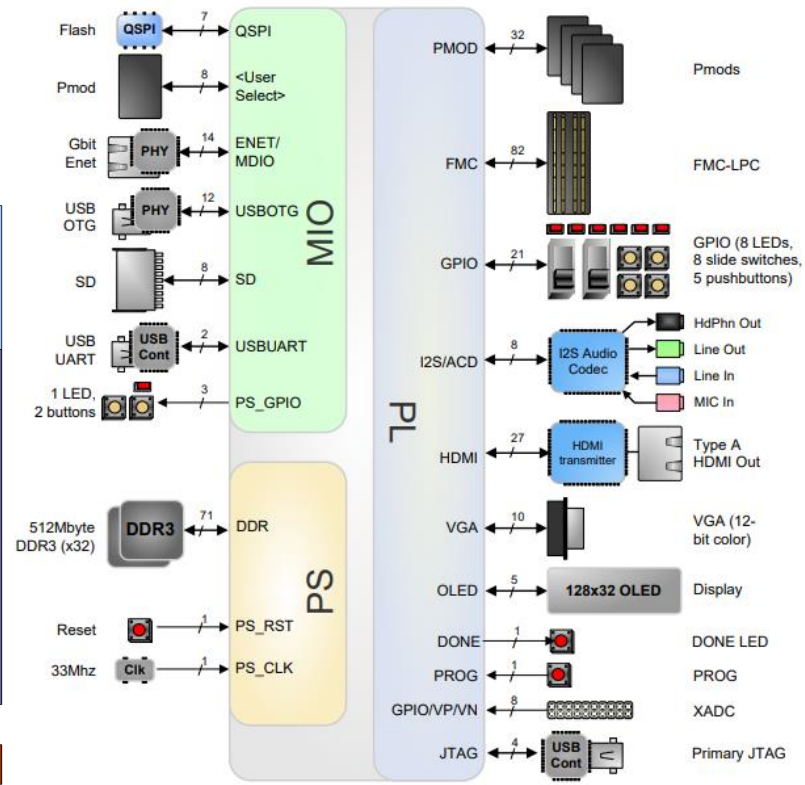 Flash
QSPI
7
QSPI
Pmod
8
<User
Select>
Gbit
Enet
PHY
14
ENET/
MDIO
USB
OTG
PHY
12
USBOTG
SD
8
SD
USB
UART
USB
Cont
2
USBUART
1 LED,
2 buttons
3
PS_GPIO
MIO
512Mbyte
DDR3 (x32)
DDR3
71
DDR
Reset
1
PS_RST
33Mhz
Clk
1
PS_CLK
PS
PL
PMOD
32
Pmods
FMC
82
FMC-LPC
GPIO
21
GPIO (8 LEDs,
8 slide switches,
5 pushbuttons)
I2S/ACD
8
I2S Audio
Codec
HdPhn Out
Line Out
Line In
MIC In
HDMI
27
HDMI
transmitter
Type A
HDMI Out
VGA
10
VGA (12-
bit color)
OLED
5
128x32 OLED
Display
DONE
1
DONE LED
PROG
1
PROG
GPIO/VP/VN
8
XADC
JTAG
4
USB
Cont
Primary JTAG